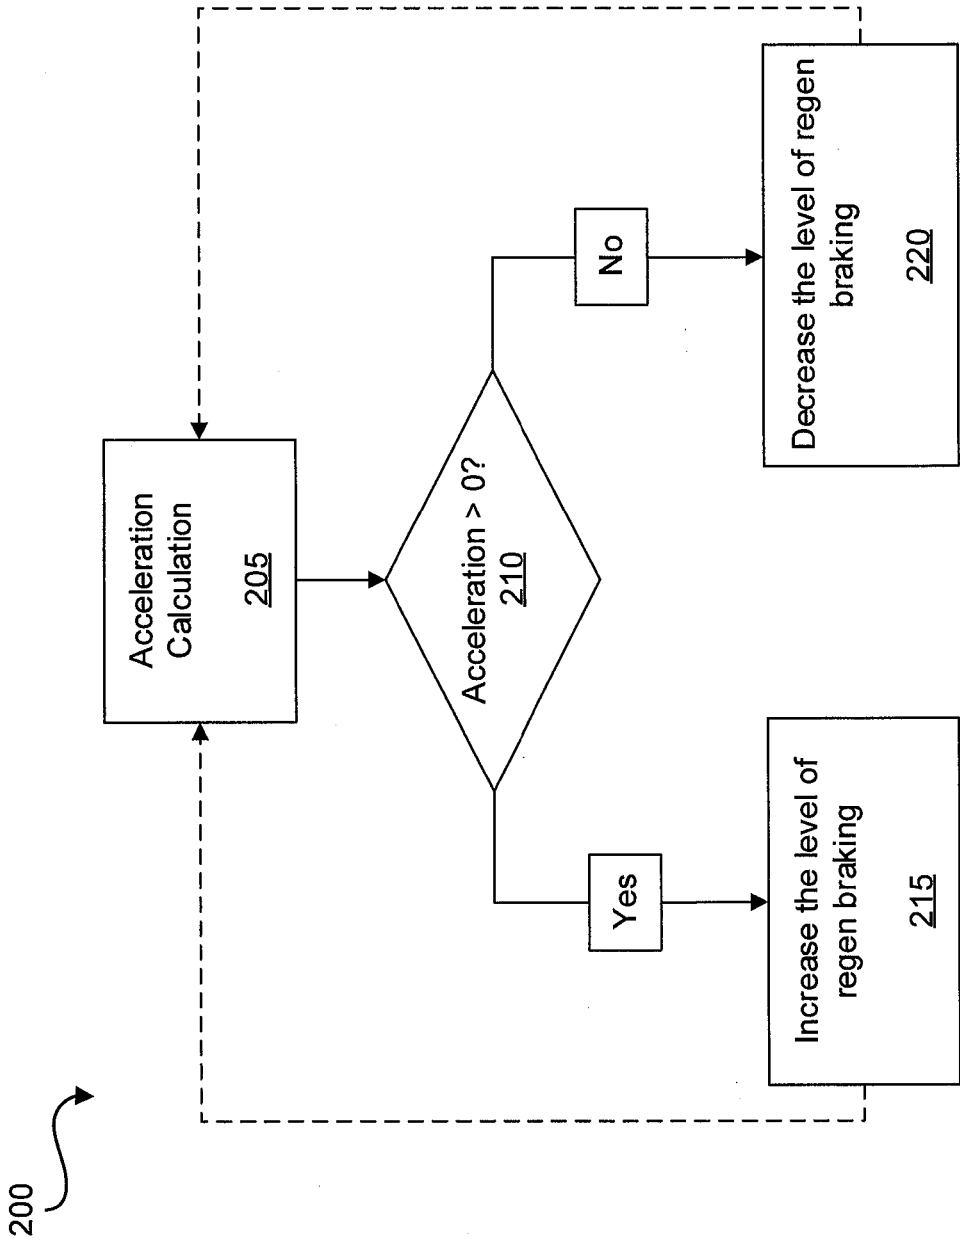 200
Acceleration
Calculation
205
Acceleration > 0?
210
Yes
No
Increase the level of
regen braking
215
Decrease the level of regen
braking
220